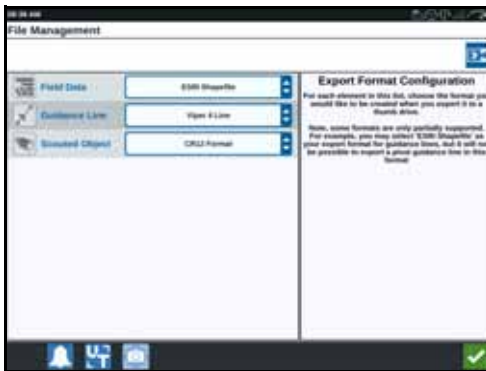 File Management
Field Data
ESRI Shapefile
Guidance Line
Viper 4 Line
Scouted Object
CR12 Format
Export Format Configuration
For each element in this list, choose the format you
would like to be created when you export it to a
thumb drive.
Note, some formats are only partially supported.
For example, you may select 'ESRI Shapefile' as
your export format for guidance lines, but it will not
be possible to export a pivot guidance line in this
format
UT